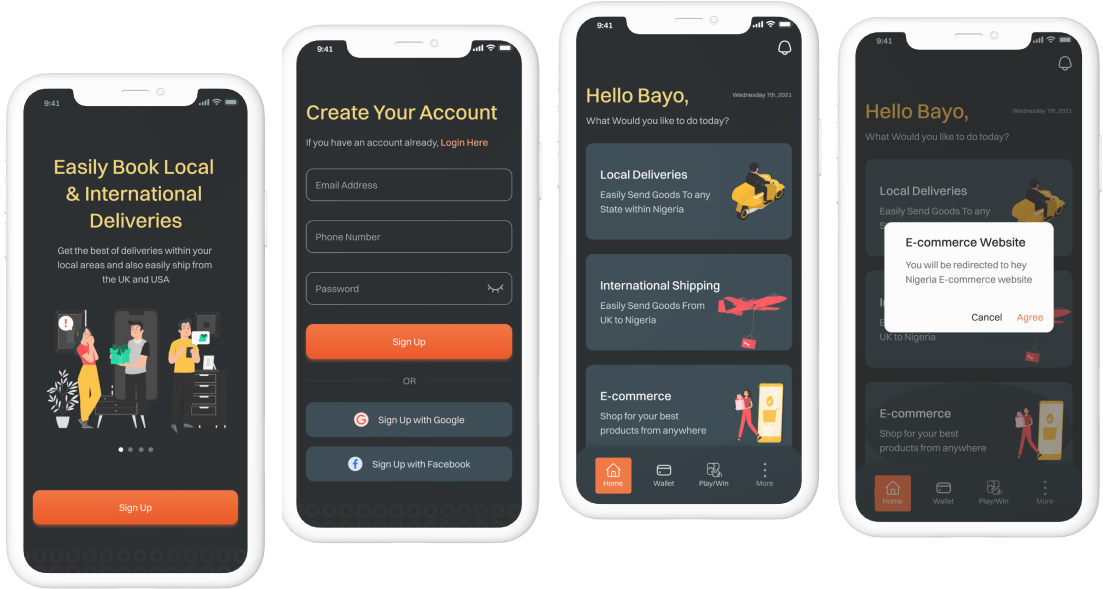 9:41
Easily Book Local
& International
Deliveries
Get the best of deliveries within your
local areas and also easily ship from
the UK and USA
!
Sign Up
9:41
Create Your Account
If you have an account already, Login Here
Email Address
Phone Number
Password
Sign Up
OR
G Sign Up with Google
f Sign Up with Facebook
9:41
Hello Bayo,
Wednesday 7th, 2021
What Would you like to do today?
Local Deliveries
Easily Send Goods To any
State within Nigeria
International Shipping
Easily Send Goods From
UK to Nigeria
E-commerce
Shop for your best
products from anywhere
Home Wallet Play/Win More
9:41
Hello Bayo,
Wednesday 7th, 2021
What Would you like to do today?
Local Deliveries
Easily Send Goods To any
E-commerce Website
You will be redirected to hey
Nigeria E-commerce website
Cancel Agree
UK to Nigeria
E-commerce
Shop for your best
products from anywhere
Home Wallet Play/Win More